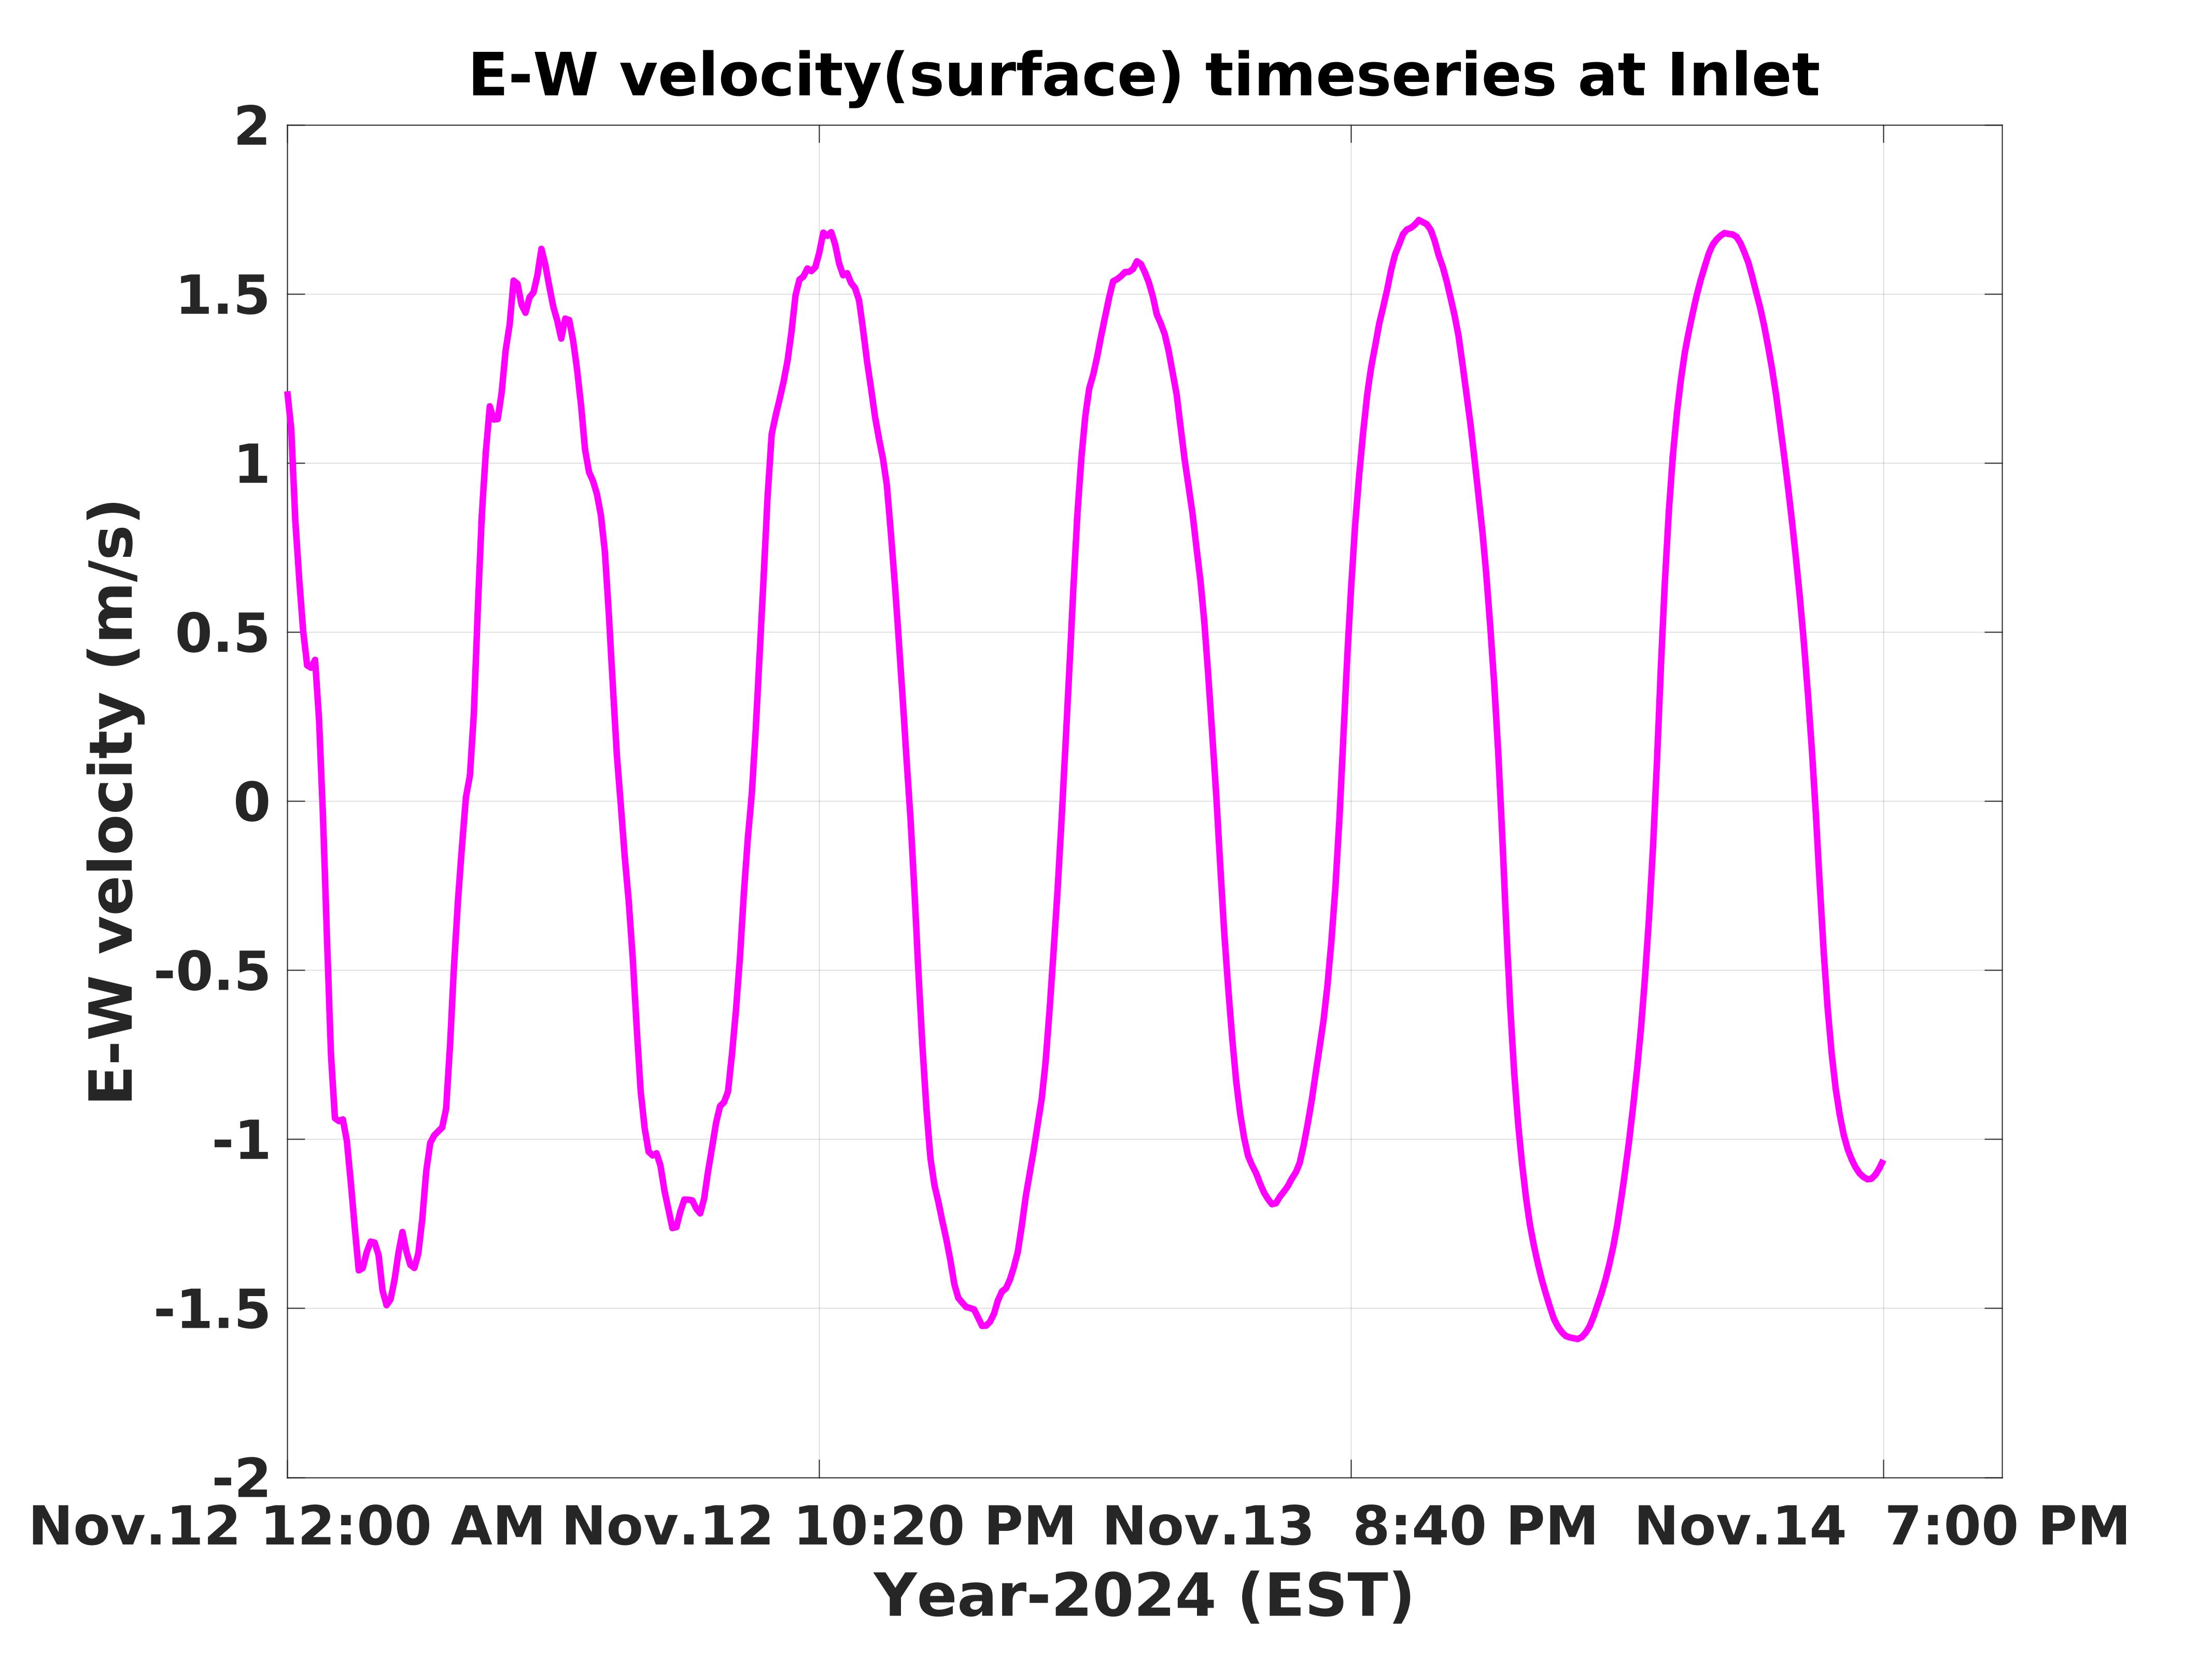 E-W velocity(surface) timeseries at Inlet
2
1.5
1
0.5
0
-0.5
-1
-1.5
-2
E-W velocity (m/s)
Nov.12 12:00 AM Nov.12 10:20 PM Nov.13 8:40 PM Nov.14 7:00 PM
Year-2024 (EST)